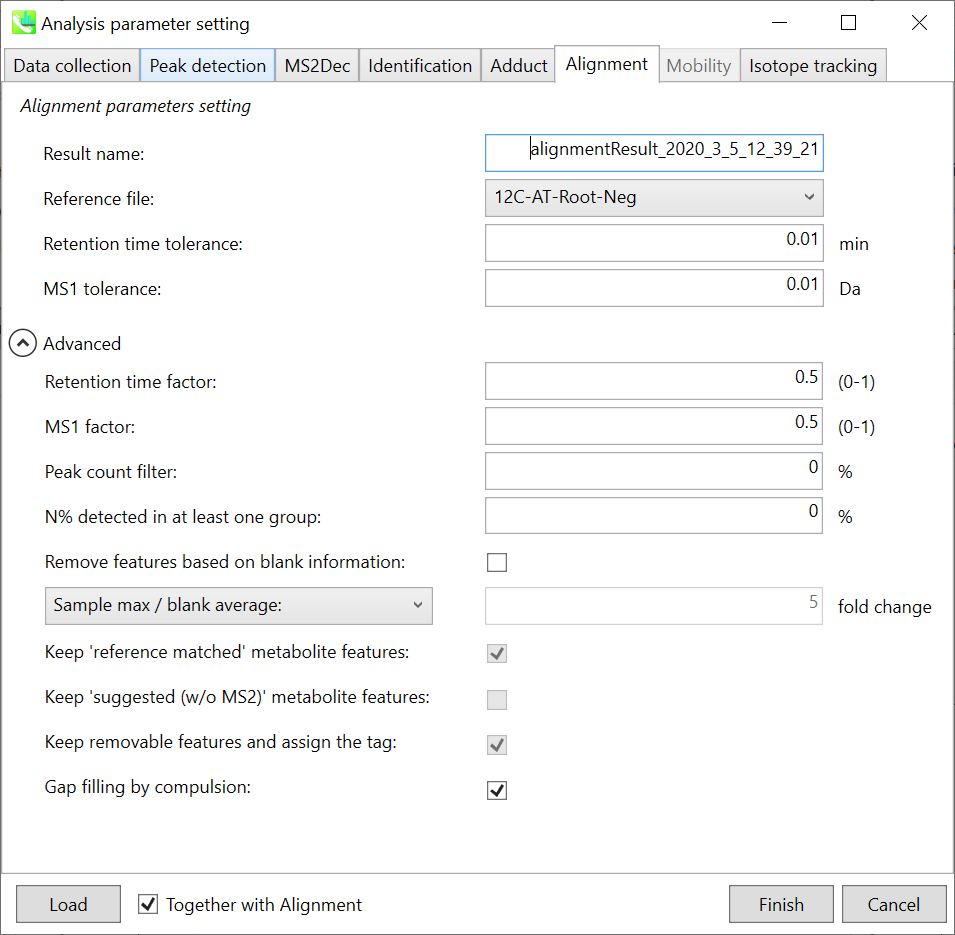 Analysis parameter setting
Data collection Peak detection MS2Dec Identification Adduct Alignment Mobility Isotope tracking
Alignment parameters setting
Result name: alignmentResult_2020_3_5_12_39_21
Reference file: 12C-AT-Root-Neg
Retention time tolerance: 0.01 min
MS1 tolerance: 0.01 Da
Advanced
Retention time factor: 0.5 (0-1)
MS1 factor: 0.5 (0-1)
Peak count filter: 0 %
N% detected in at least one group: 0 %
Remove features based on blank information:
Sample max / blank average: 5 fold change
Keep 'reference matched' metabolite features:
Keep 'suggested (w/o MS2)' metabolite features:
Keep removable features and assign the tag:
Gap filling by compulsion:
Load Together with Alignment Finish Cancel